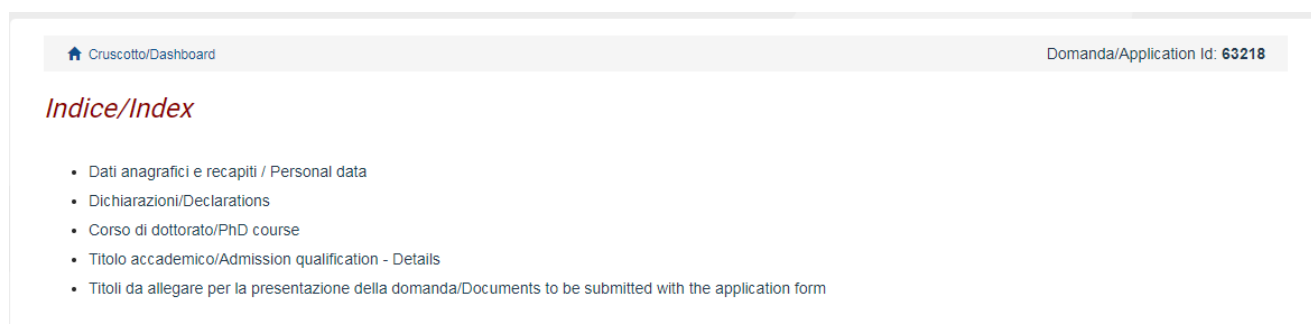 Cruscotto/Dashboard Domanda/Application Id: 63218
Indice/Index
• Dati anagrafici e recapiti / Personal data
• Dichiarazioni/Declarations
• Corso di dottorato/PhD course
• Titolo accademico/Admission qualification - Details
• Titoli da allegare per la presentazione della domanda/Documents to be submitted with the application form